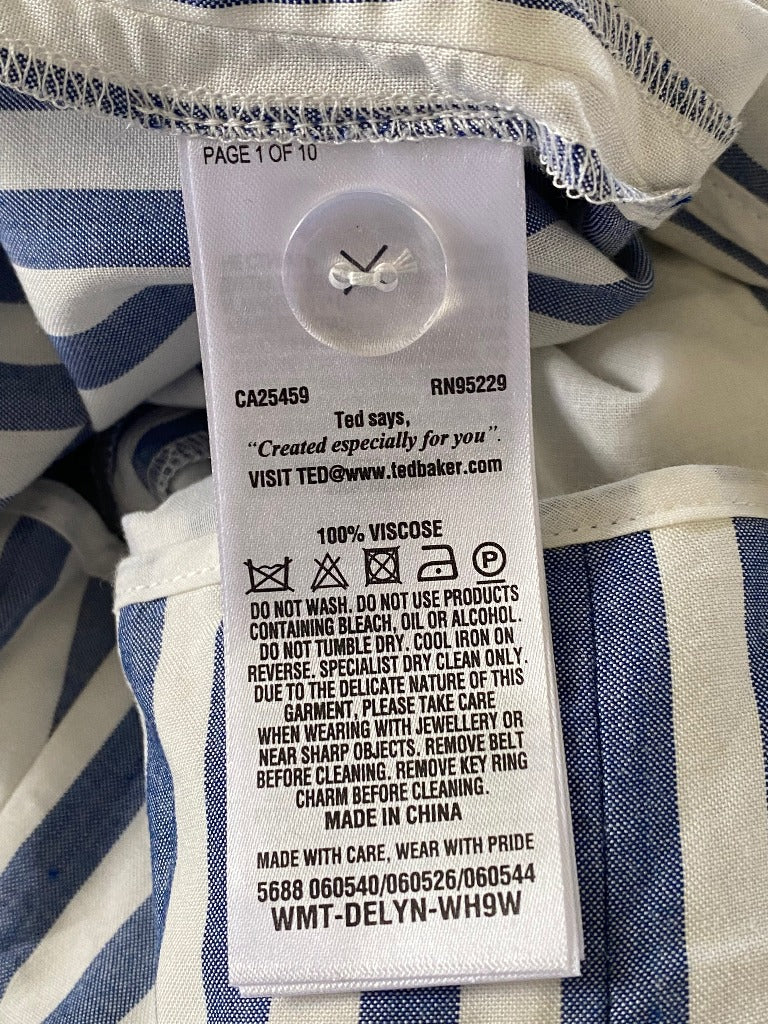 PAGE 1 OF 10
CA25459 RN95229
Ted says,
"Created especially for you".
VISIT TED@www.tedbaker.com
100% VISCOSE
P
DO NOT WASH. DO NOT USE PRODUCTS
CONTAINING BLEACH, OIL OR ALCOHOL.
DO NOT TUMBLE DRY. COOL IRON ON
REVERSE. SPECIALIST DRY CLEAN ONLY.
DUE TO THE DELICATE NATURE OF THIS
GARMENT, PLEASE TAKE CARE
WHEN WEARING WITH JEWELLERY OR
NEAR SHARP OBJECTS. REMOVE BELT
BEFORE CLEANING. REMOVE KEY RING
CHARM BEFORE CLEANING.
MADE IN CHINA
MADE WITH CARE, WEAR WITH PRIDE
5688 060540/060526/060544
WMT-DELYN-WH9W